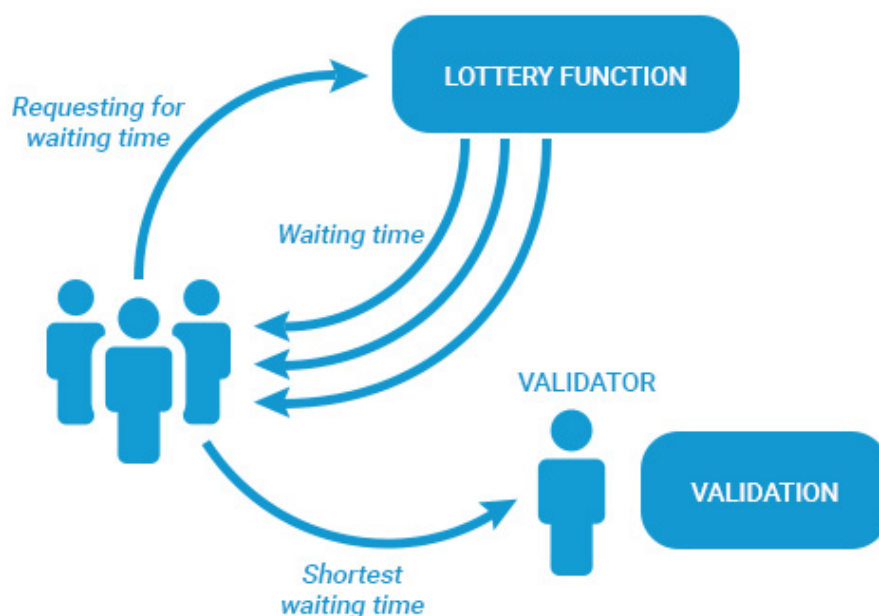 LOTTERY FUNCTION
Requesting for
waiting time
Waiting time
VALIDATOR
VALIDATION
Shortest
waiting time